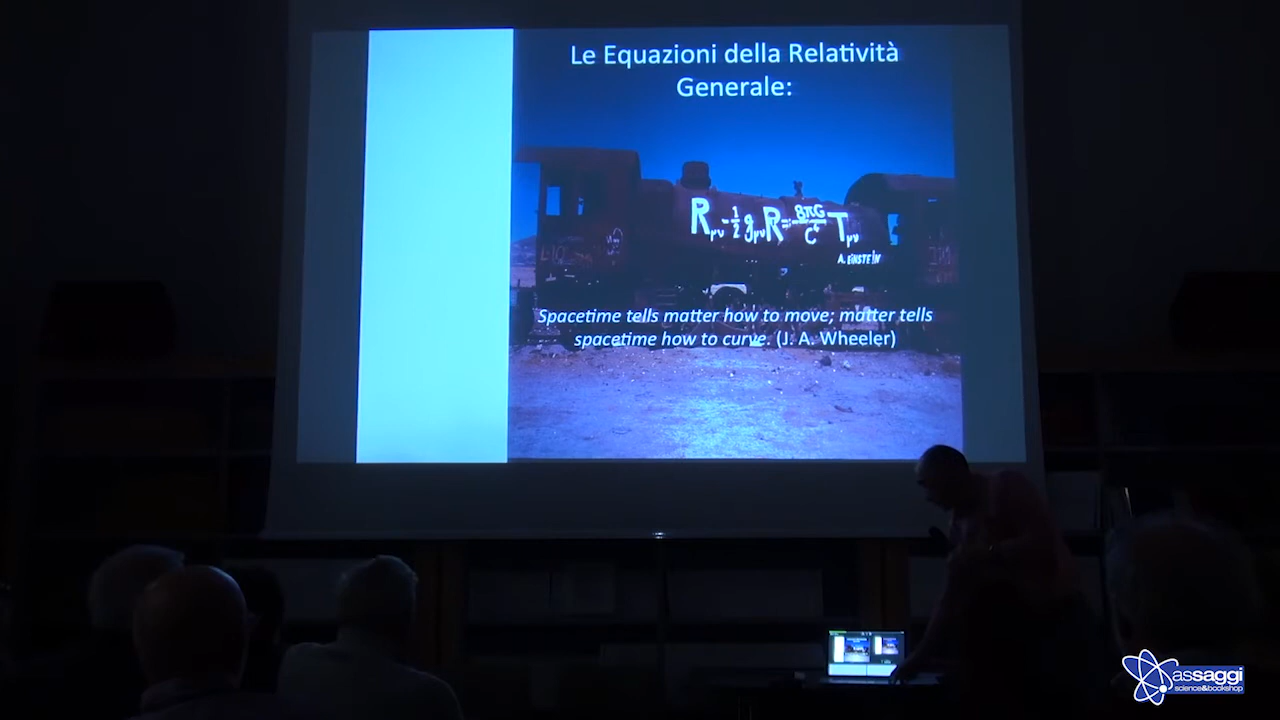 Le Equazioni della Relatività
Generale:
Rμν - 1/2 gμν R = 8πG/C⁴ Tμν
A. EINSTEIN
Spacetime tells matter how to move; matter tells
spacetime how to curve. (J. A. Wheeler)
assaggi
science&bookshop